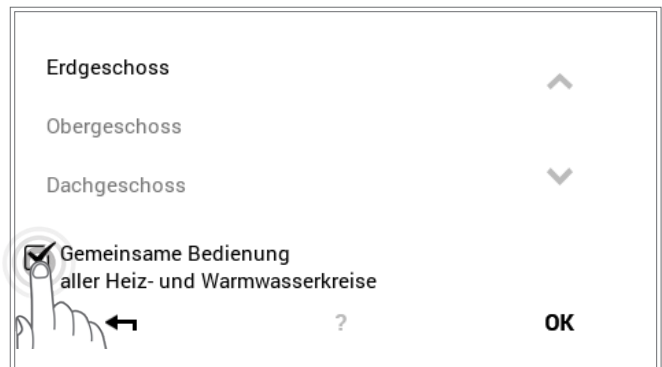 Erdgeschoss
Obergeschoss
Dachgeschoss
Gemeinsame Bedienung
aller Heiz- und Warmwasserkreise
? OK